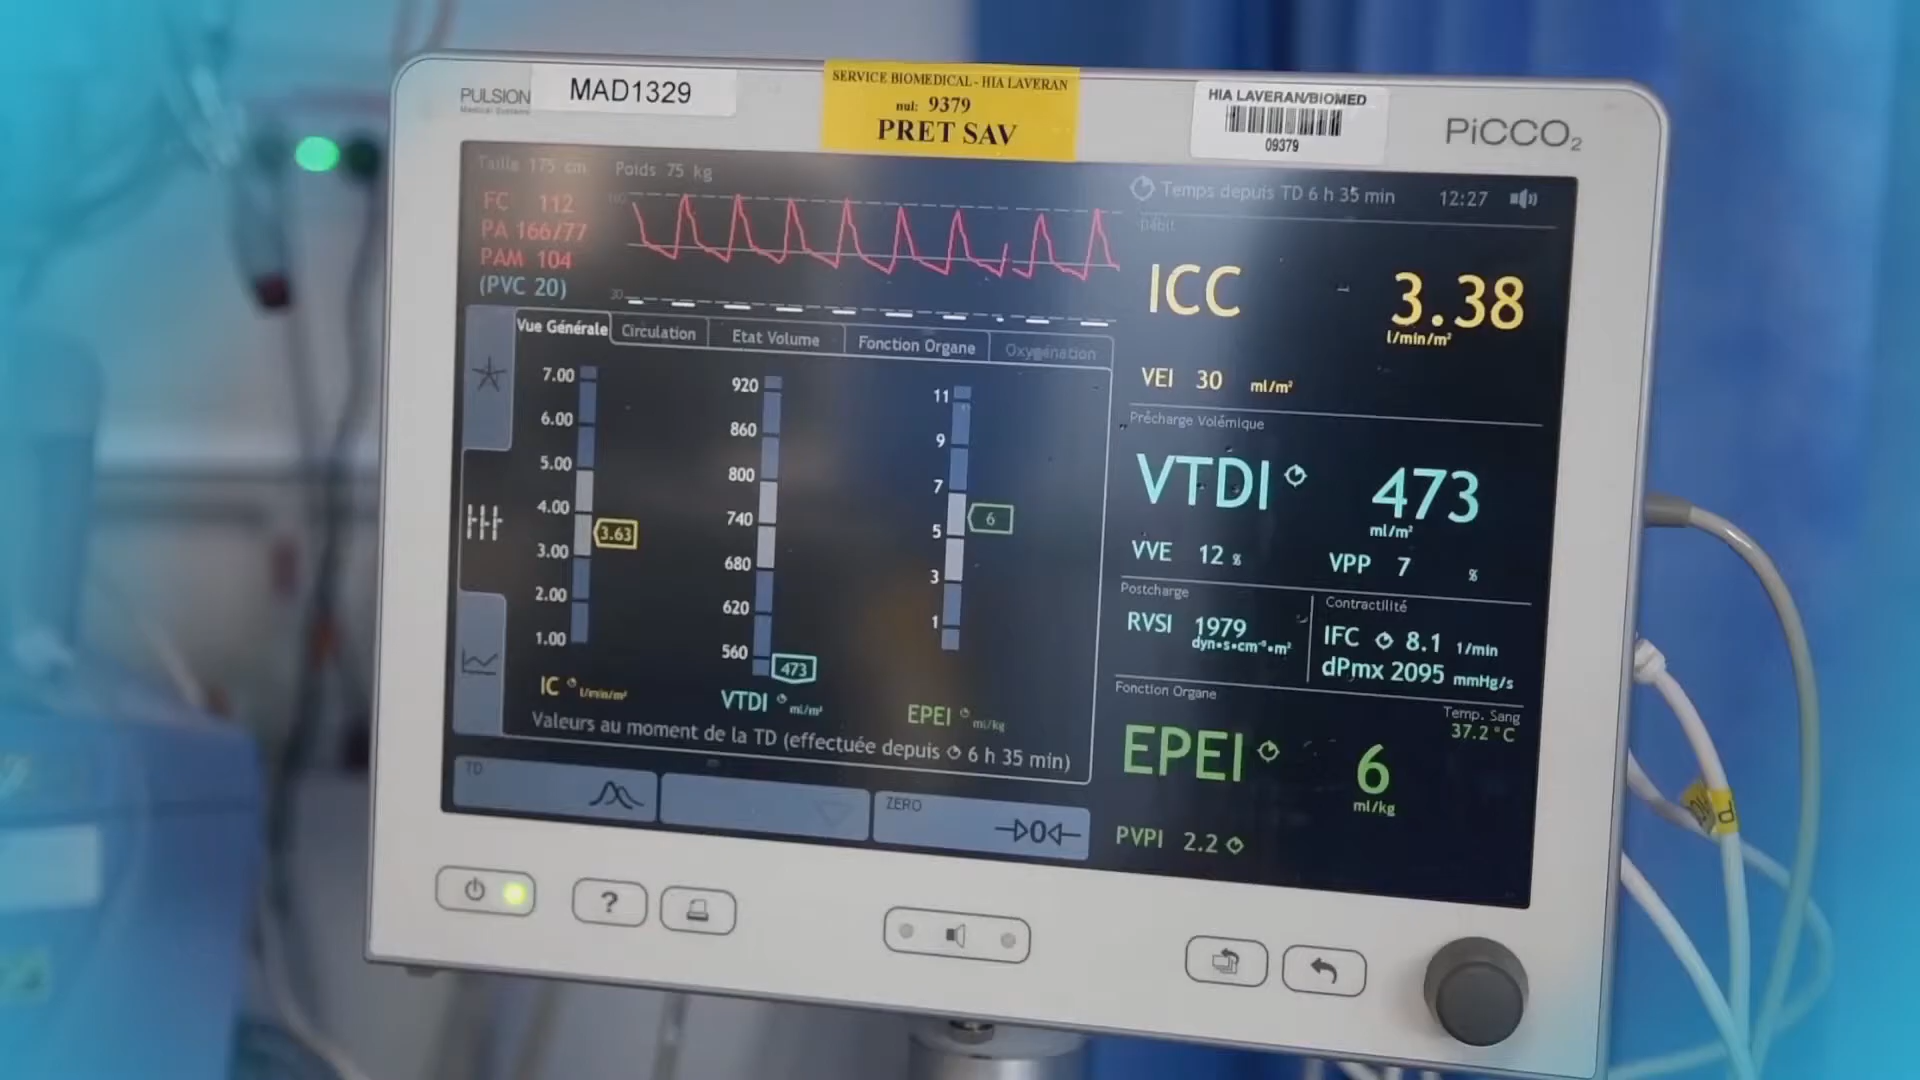 PULSION
Medical Systems
MAD1329
SERVICE BIOMEDICAL - HIA LAVERAN
nul: 9379
PRET SAV
HIA LAVERAN/BIOMED
09379
PiCCO2
Taille 175 cm Poids 75 kg
FC 112
PA 166/77
PAM 104
(PVC 20)
30
Temps depuis TD 6 h 35 min 12:27
Débit
ICC 3.38
l/min/m²
VEI 30 ml/m²
Précharge Volémique
VTDI 473
ml/m²
VVE 12 % VPP 7 %
Postcharge
RVSI 1979
dyn•s•cm⁻⁵•m²
Contractilité
IFC 8.1 l/min
dPmx 2095 mmHg/s
Fonction Organe
EPEI 6
ml/kg
Temp. Sang
37.2 °C
PVPI 2.2
Vue Générale Circulation Etat Volume Fonction Organe Oxygénation
7.00 920 11
6.00 860 9
5.00 800 7
4.00 740 5
3.00 680 3
2.00 620 1
1.00 560
3.63 473 6
IC l/min/m² VTDI ml/m² EPEI ml/kg
Valeurs au moment de la TD (effectuée depuis 6 h 35 min)
TD
ZERO
0
?